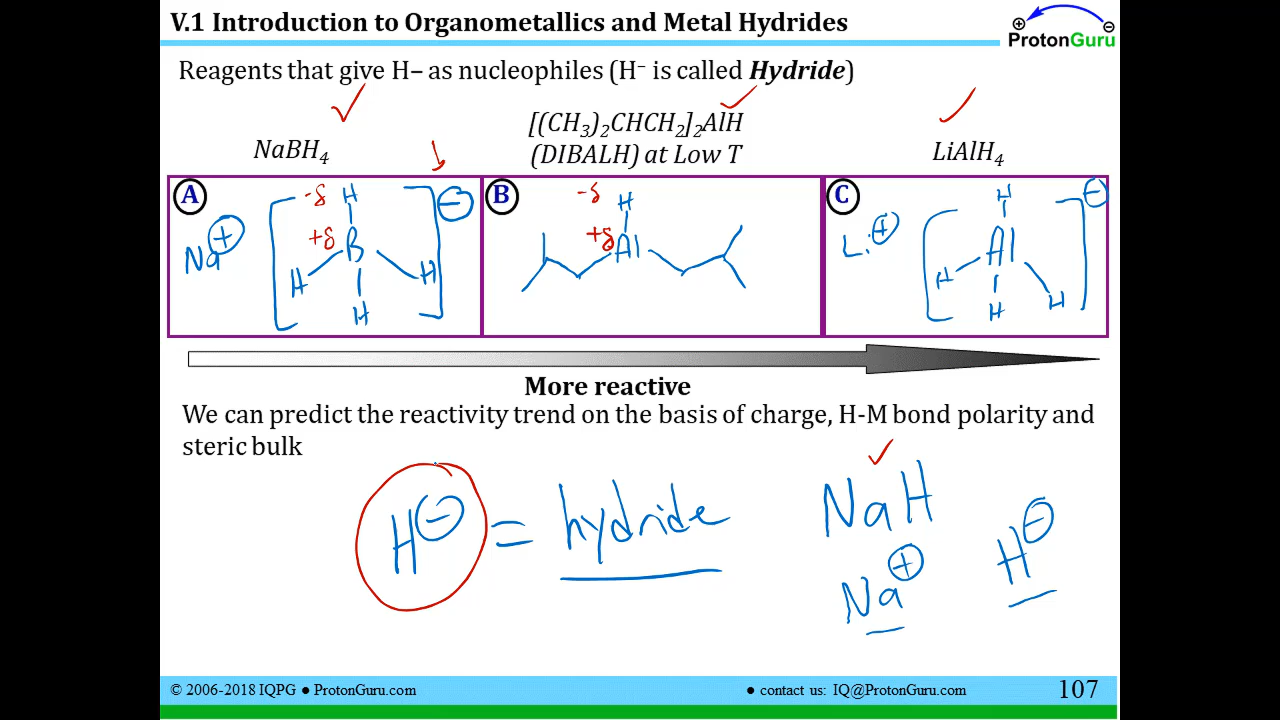 V.1 Introduction to Organometallics and Metal Hydrides
⊕ ⊖
ProtonGuru
Reagents that give H– as nucleophiles (H⁻ is called Hydride)
NaBH₄
[(CH₃)₂CHCH₂]₂AlH
(DIBALH) at Low T
LiAlH₄
A
Na⊕
-δ H
+δ B
H H
H
⊖
B
-δ H
+δ Al
C
Li⊕
H
Al
H H
H
⊖
More reactive
We can predict the reactivity trend on the basis of charge, H-M bond polarity and
steric bulk
H⊖ = hydride
NaH
Na⊕ H⊖
© 2006-2018 IQPG ● ProtonGuru.com
● contact us: IQ@ProtonGuru.com
107